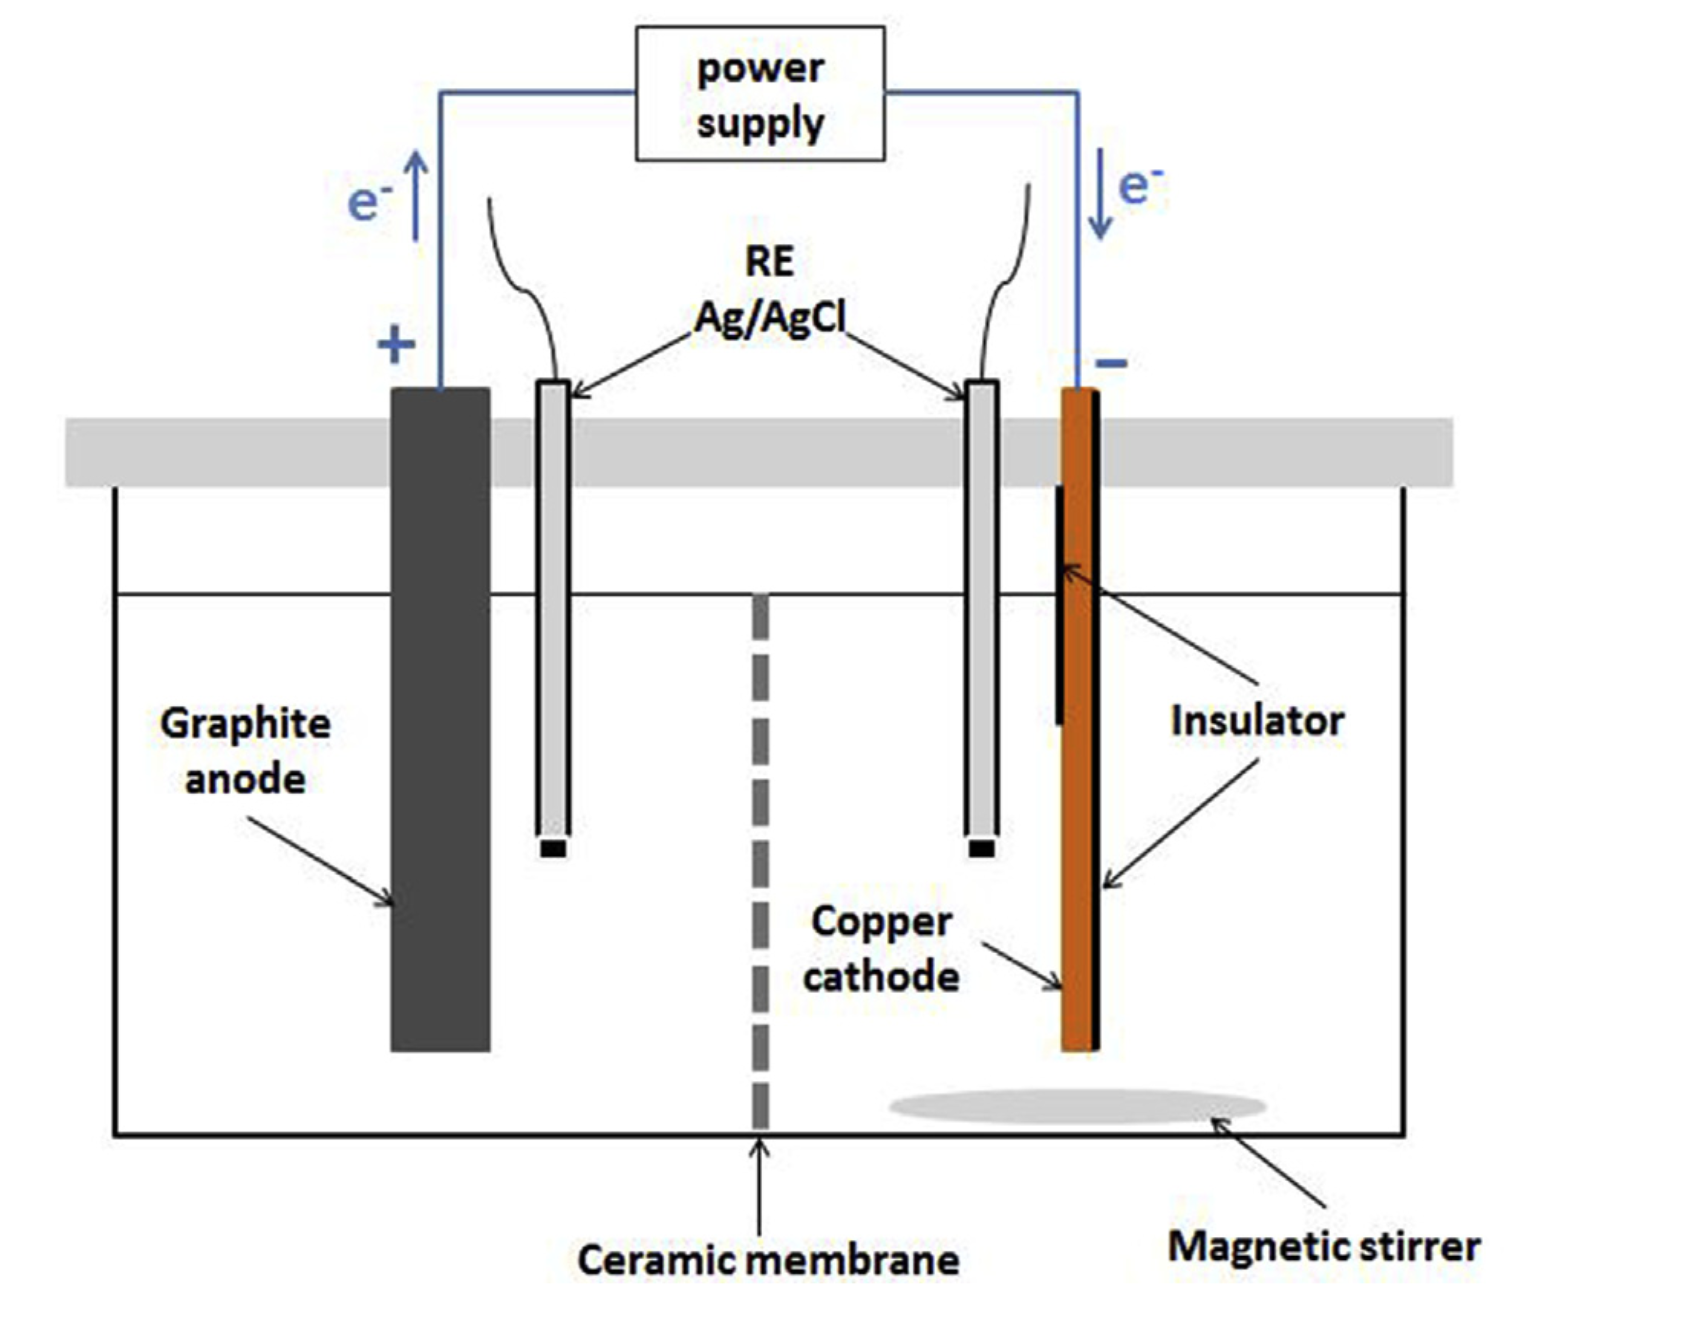 power
supply
e-
e-
RE
Ag/AgCl
+
−
Graphite
anode
Insulator
Copper
cathode
Ceramic membrane
Magnetic stirrer